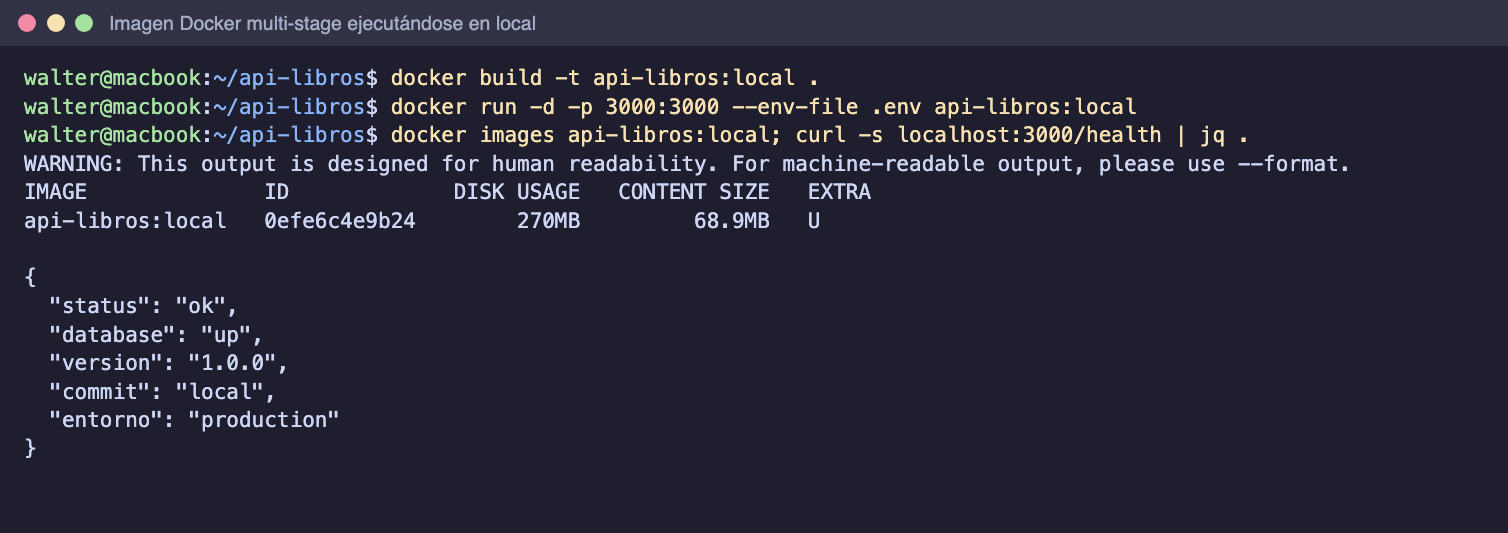 Imagen Docker multi-stage ejecutándose en local
walter@macbook:~/api-libros$ docker build -t api-libros:local .
walter@macbook:~/api-libros$ docker run -d -p 3000:3000 --env-file .env api-libros:local
walter@macbook:~/api-libros$ docker images api-libros:local; curl -s localhost:3000/health | jq .
WARNING: This output is designed for human readability. For machine-readable output, please use --format.
IMAGE              ID             DISK USAGE   CONTENT SIZE   EXTRA
api-libros:local   0efe6c4e9b24        270MB         68.9MB   U
{
  "status": "ok",
  "database": "up",
  "version": "1.0.0",
  "commit": "local",
  "entorno": "production"
}